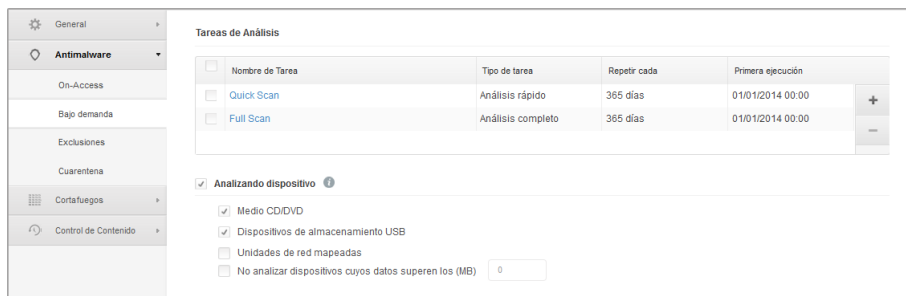 General
Antimalware
On-Access
Bajo demanda
Exclusiones
Cuarentena
Cortafuegos
Control de Contenido
Tareas de Análisis
Nombre de Tarea Tipo de tarea Repetir cada Primera ejecución
Quick Scan Análisis rápido 365 días 01/01/2014 00:00
Full Scan Análisis completo 365 días 01/01/2014 00:00
Analizando dispositivo
Medio CD/DVD
Dispositivos de almacenamiento USB
Unidades de red mapeadas
No analizar dispositivos cuyos datos superen los (MB) 0